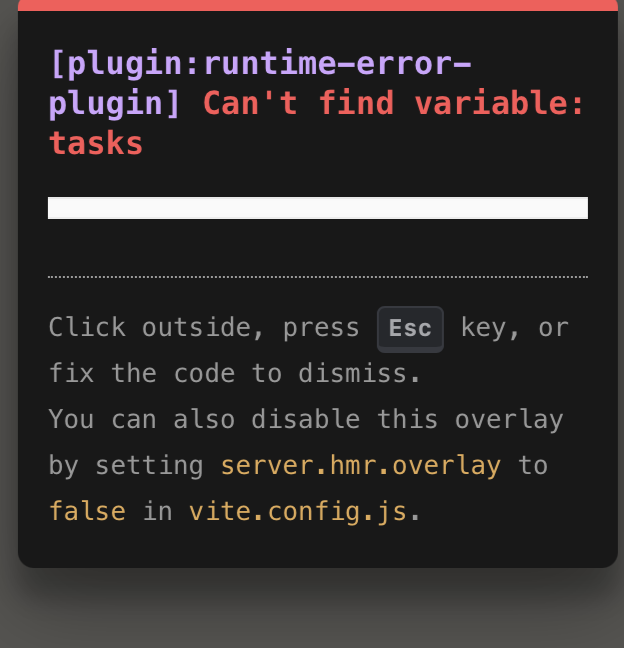 [plugin:runtime-error-
plugin] Can't find variable:
tasks
Click outside, press Esc key, or
fix the code to dismiss.
You can also disable this overlay
by setting server.hmr.overlay to
false in vite.config.js.